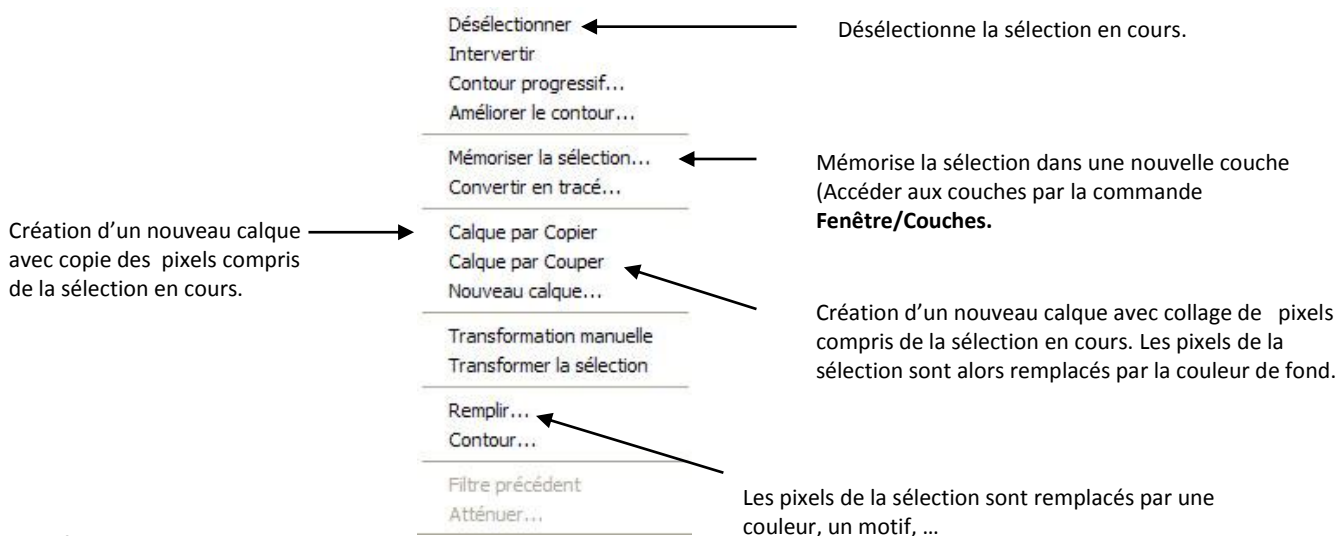 Désélectionner
Désélectionne la sélection en cours.
Intervertir
Contour progressif...
Améliorer le contour...
Mémoriser la sélection...
Mémorise la sélection dans une nouvelle couche
(Accéder aux couches par la commande
Fenêtre/Couches.
Convertir en tracé...
Création d’un nouveau calque
avec copie des pixels compris
de la sélection en cours.
Calque par Copier
Calque par Couper
Nouveau calque...
Création d’un nouveau calque avec collage de pixels
compris de la sélection en cours. Les pixels de la
sélection sont alors remplacés par la couleur de fond.
Transformation manuelle
Transformer la sélection
Remplir...
Contour...
Les pixels de la sélection sont remplacés par une
couleur, un motif, …
Filtre précédent
Atténuer...